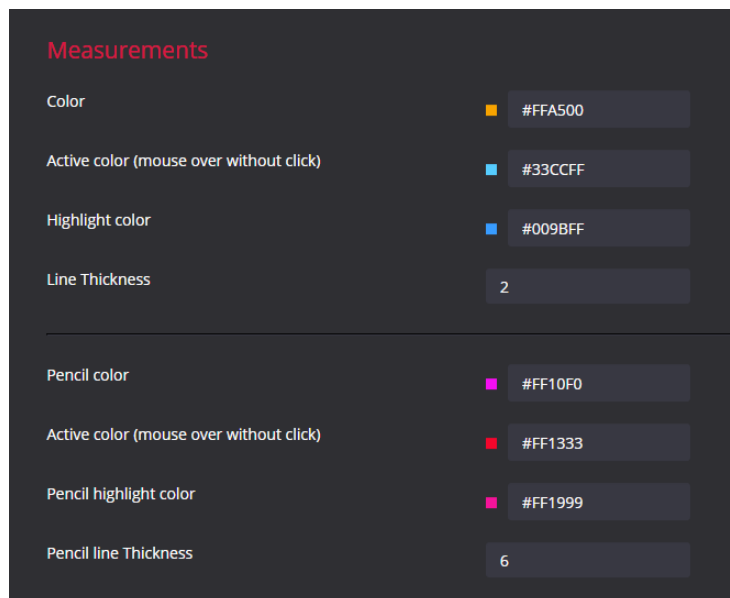 Measurements
Color
#FFA500
Active color (mouse over without click)
#33CCFF
Highlight color
#009BFF
Line Thickness
2
Pencil color
#FF10F0
Active color (mouse over without click)
#FF1333
Pencil highlight color
#FF1999
Pencil line Thickness
6